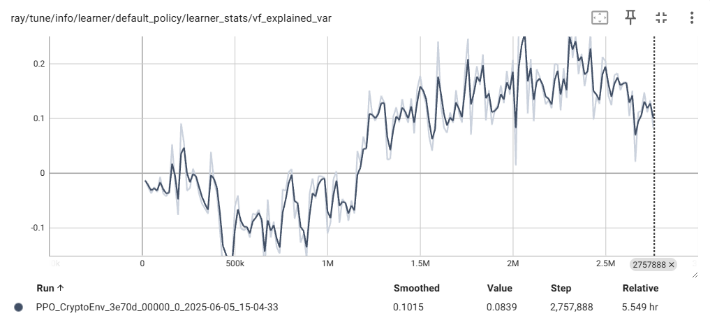 ray/tune/info/learner/default_policy/learner_stats/vf_explained_var
0.2
0.1
0
-0.1
0 500k 1M 1.5M 2M 2.5M
2757888 ×
Run ↑ Smoothed Value Step Relative
PPO_CryptoEnv_3e70d_00000_0_2025-06-05_15-04-33 0.1015 0.0839 2,757,888 5.549 hr